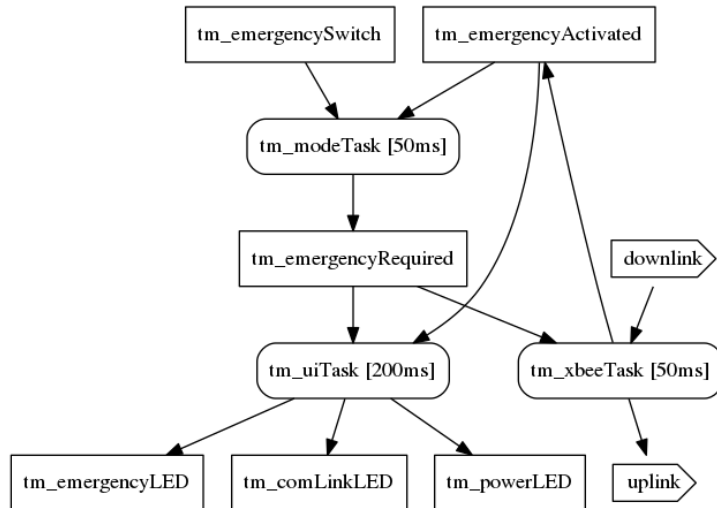 tm_emergencySwitch
tm_emergencyActivated
tm_modeTask [50ms]
tm_emergencyRequired
downlink
tm_uiTask [200ms]
tm_xbeeTask [50ms]
tm_emergencyLED
tm_comLinkLED
tm_powerLED
uplink